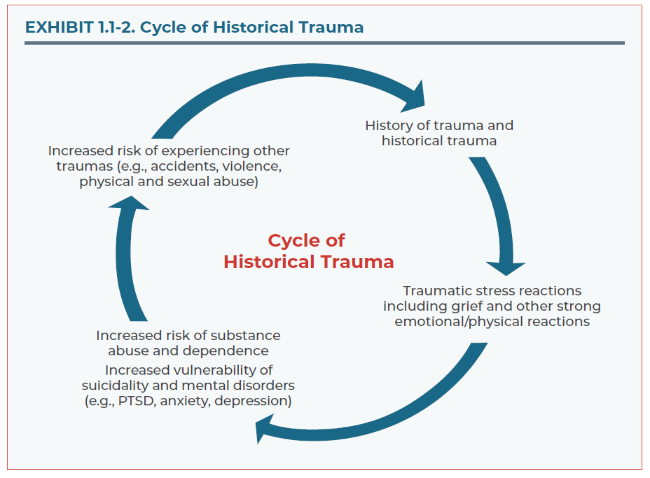 EXHIBIT 1.1-2. Cycle of Historical Trauma
History of trauma and
historical trauma
Increased risk of experiencing other
traumas (e.g., accidents, violence,
physical and sexual abuse)
Cycle of
Historical Trauma
Traumatic stress reactions
including grief and other strong
emotional/physical reactions
Increased risk of substance
abuse and dependence
Increased vulnerability of
suicidality and mental disorders
(e.g., PTSD, anxiety, depression)